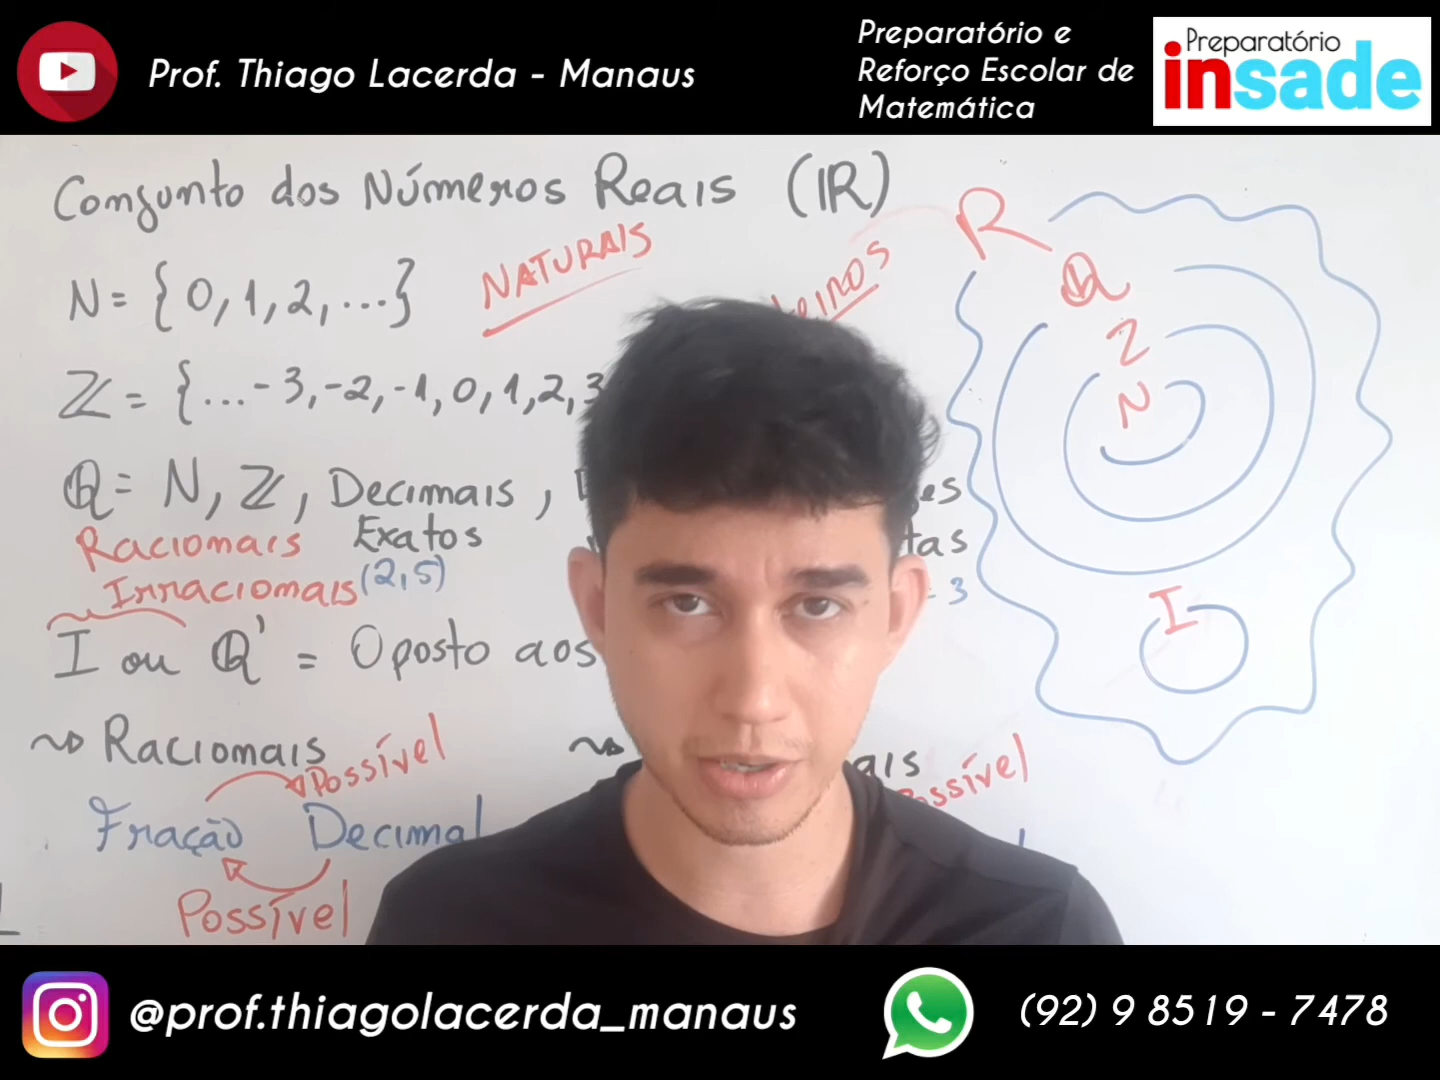 Prof. Thiago Lacerda - Manaus
Preparatório e
Reforço Escolar de
Matemática
Preparatório
insade
Conjunto dos Números Reais (IR)
N = { 0, 1, 2, ...}
NATURAIS
Z = { ... -3, -2, -1, 0, 1, 2, 3
Q = N, Z, Decimais,
Racionais Exatos
Irracionais (2,5)
I ou Q' = Oposto aos
Racionais
Possível
Fração Decimal
Possível
R
Q
Z
N
I
@prof.thiagolacerda_manaus
(92) 9 8519 - 7478